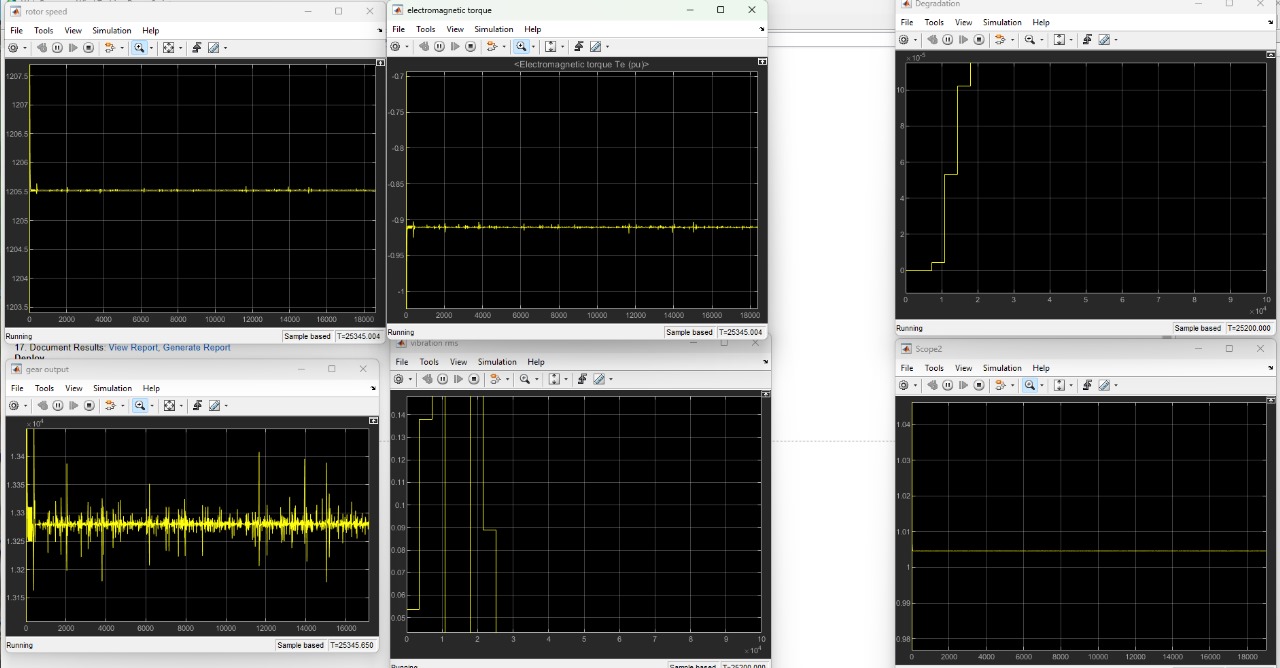 rotor speed
File Tools View Simulation Help
1207.5
1207
1206.5
1206
1205.5
1205
1204.5
1204
1203.5
0 2000 4000 6000 8000 10000 12000 14000 16000 18000
Running
Sample based T=25345.004
electromagnetic torque
File Tools View Simulation Help
<Electromagnetic torque Te (pu)>
-0.7
-0.75
-0.8
-0.85
-0.9
-0.95
-1
0 2000 4000 6000 8000 10000 12000 14000 16000 18000
Running
Sample based T=25345.004
Degradation
File Tools View Simulation Help
×10⁻⁵
10
8
6
4
2
0
0 1 2 3 4 5 6 7 8 9 10
×10⁴
Running
Sample based T=25200.000
17. Document Results: View Report, Generate Report
Deploy
gear output
File Tools View Simulation Help
×10⁴
1.34
1.335
1.33
1.325
1.32
1.315
0 2000 4000 6000 8000 10000 12000 14000 16000
Running
Sample based T=25345.650
vibration rms
File Tools View Simulation Help
0.14
0.13
0.12
0.11
0.1
0.09
0.08
0.07
0.06
0.05
0 1 2 3 4 5 6 7 8 9 10
×10⁴
Running
Sample based T=25200.000
Scope2
File Tools View Simulation Help
1.04
1.03
1.02
1.01
1
0.99
0.98
0 2000 4000 6000 8000 10000 12000 14000 16000 18000